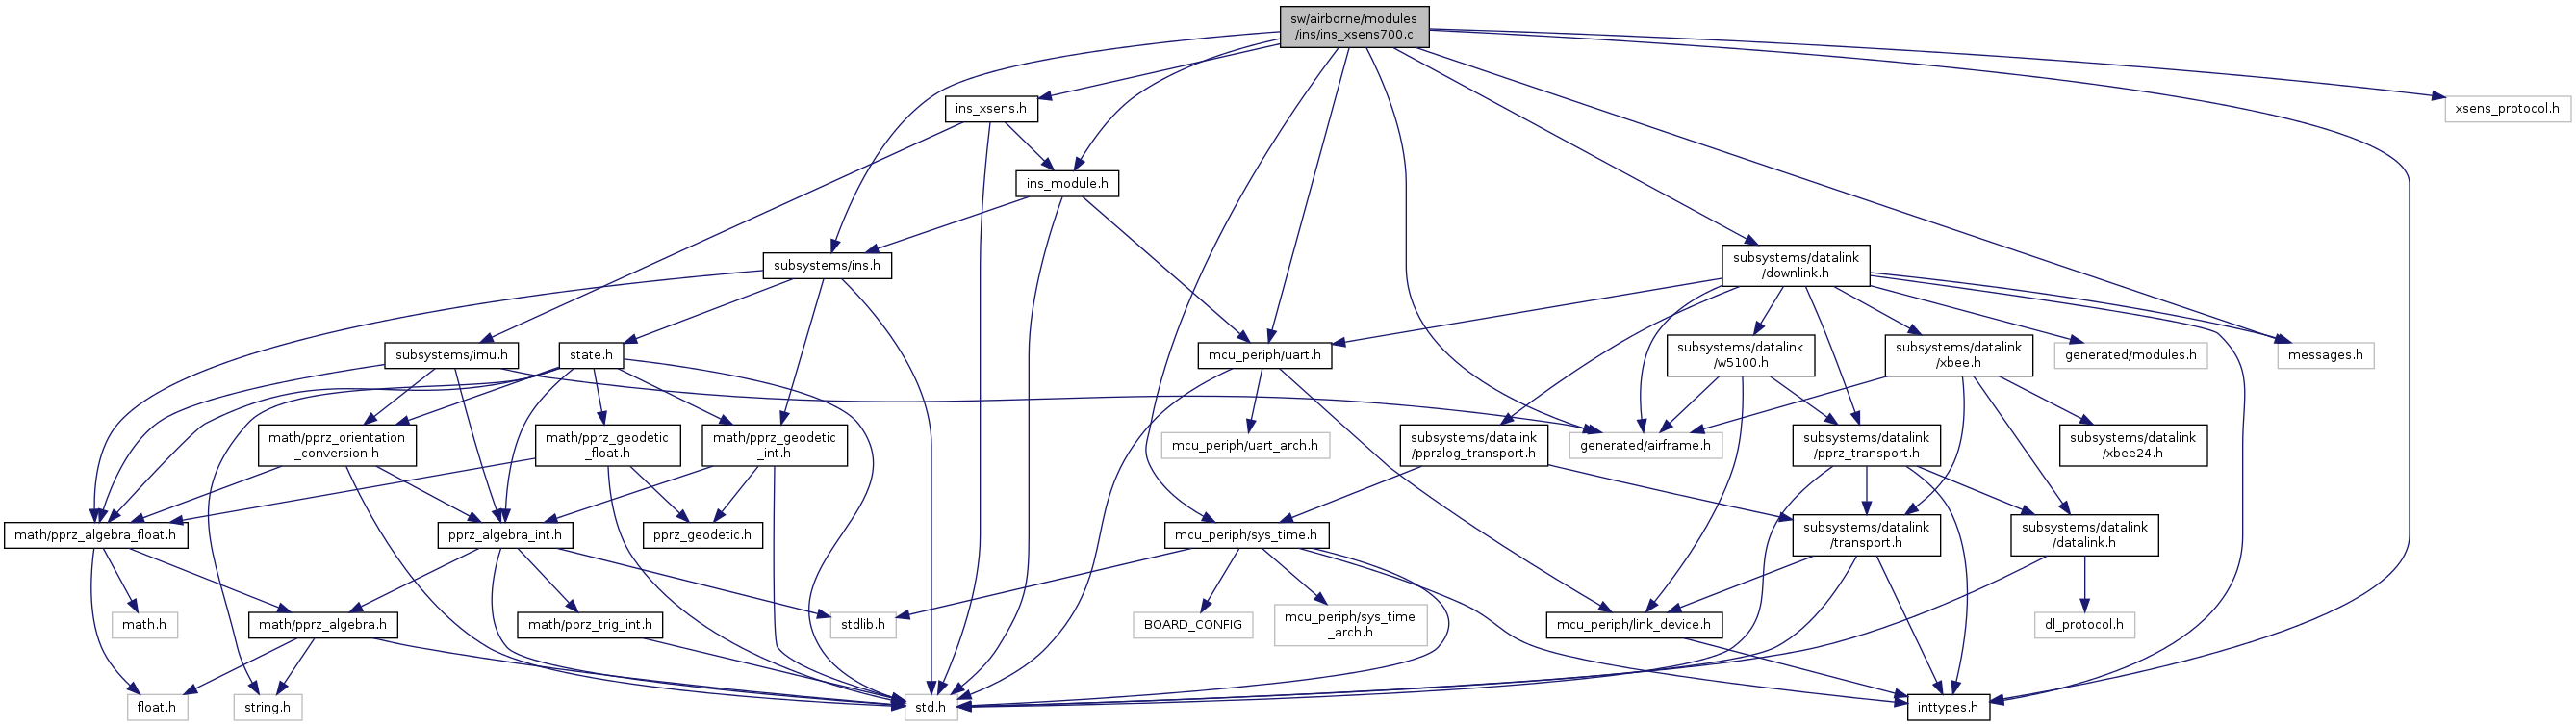 sw/airborne/modules
/ins/ins_xsens700.c
ins_xsens.h
xsens_protocol.h
ins_module.h
subsystems/ins.h
subsystems/datalink
/downlink.h
subsystems/imu.h
state.h
mcu_periph/uart.h
subsystems/datalink
/w5100.h
subsystems/datalink
/xbee.h
generated/modules.h
messages.h
math/pprz_orientation
_conversion.h
math/pprz_geodetic
_float.h
math/pprz_geodetic
_int.h
mcu_periph/uart_arch.h
subsystems/datalink
/pprzlog_transport.h
generated/airframe.h
subsystems/datalink
/pprz_transport.h
subsystems/datalink
/xbee24.h
math/pprz_algebra_float.h
pprz_algebra_int.h
pprz_geodetic.h
mcu_periph/sys_time.h
subsystems/datalink
/transport.h
subsystems/datalink
/datalink.h
math.h
math/pprz_algebra.h
math/pprz_trig_int.h
stdlib.h
BOARD_CONFIG
mcu_periph/sys_time
_arch.h
mcu_periph/link_device.h
dl_protocol.h
float.h
string.h
std.h
inttypes.h